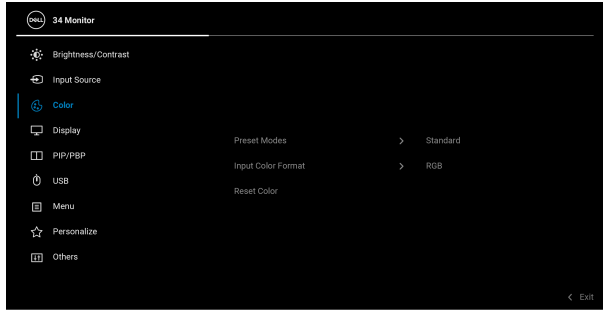 DELL 34 Monitor
Brightness/Contrast
Input Source
Color
Display
Preset Modes Standard
PIP/PBP
Input Color Format RGB
USB
Reset Color
Menu
Personalize
Others
Exit